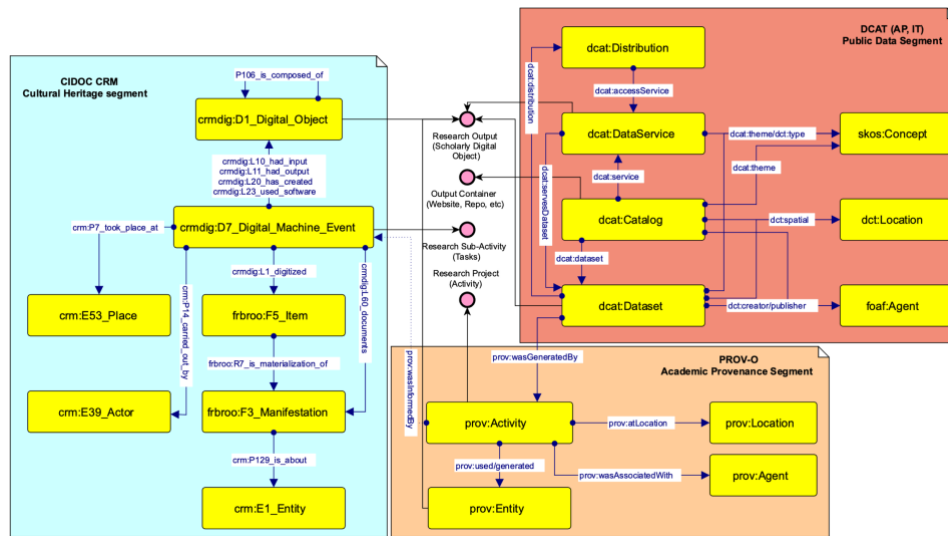 CIDOC CRM
Cultural Heritage segment
P106_is_composed_of
crmdig:D1_Digital_Object
crmdig:L10_had_input
crmdig:L11_had_output
crmdig:L20_has_created
crmdig:L23_used_software
crm:P7_took_place_at
crmdig:D7_Digital_Machine_Event
crmdig:L1_digitized
crmdig:L60_documents
crm:P14_carried_out_by
crm:E53_Place
frbroo:F5_Item
frbroo:R7_is_materialization_of
crm:E39_Actor
frbroo:F3_Manifestation
crm:P129_is_about
crm:E1_Entity
Research Output
(Scholarly Digital
Object)
Output Container
(Website, Repo, etc)
Research Sub-Activity
(Tasks)
Research Project
(Activity)
prov:wasInformedBy
DCAT (AP, IT)
Public Data Segment
dcat:Distribution
dcat:distribution
dcat:accessService
dcat:DataService
dcat:theme/dct:type
skos:Concept
dcat:servesDataset
dcat:service
dcat:theme
dcat:Catalog
dct:spatial
dct:Location
dcat:dataset
dcat:Dataset
dct:creator/publisher
foaf:Agent
prov:wasGeneratedBy
PROV-O
Academic Provenance Segment
prov:Activity
prov:atLocation
prov:Location
prov:used/generated
prov:wasAssociatedWith
prov:Agent
prov:Entity